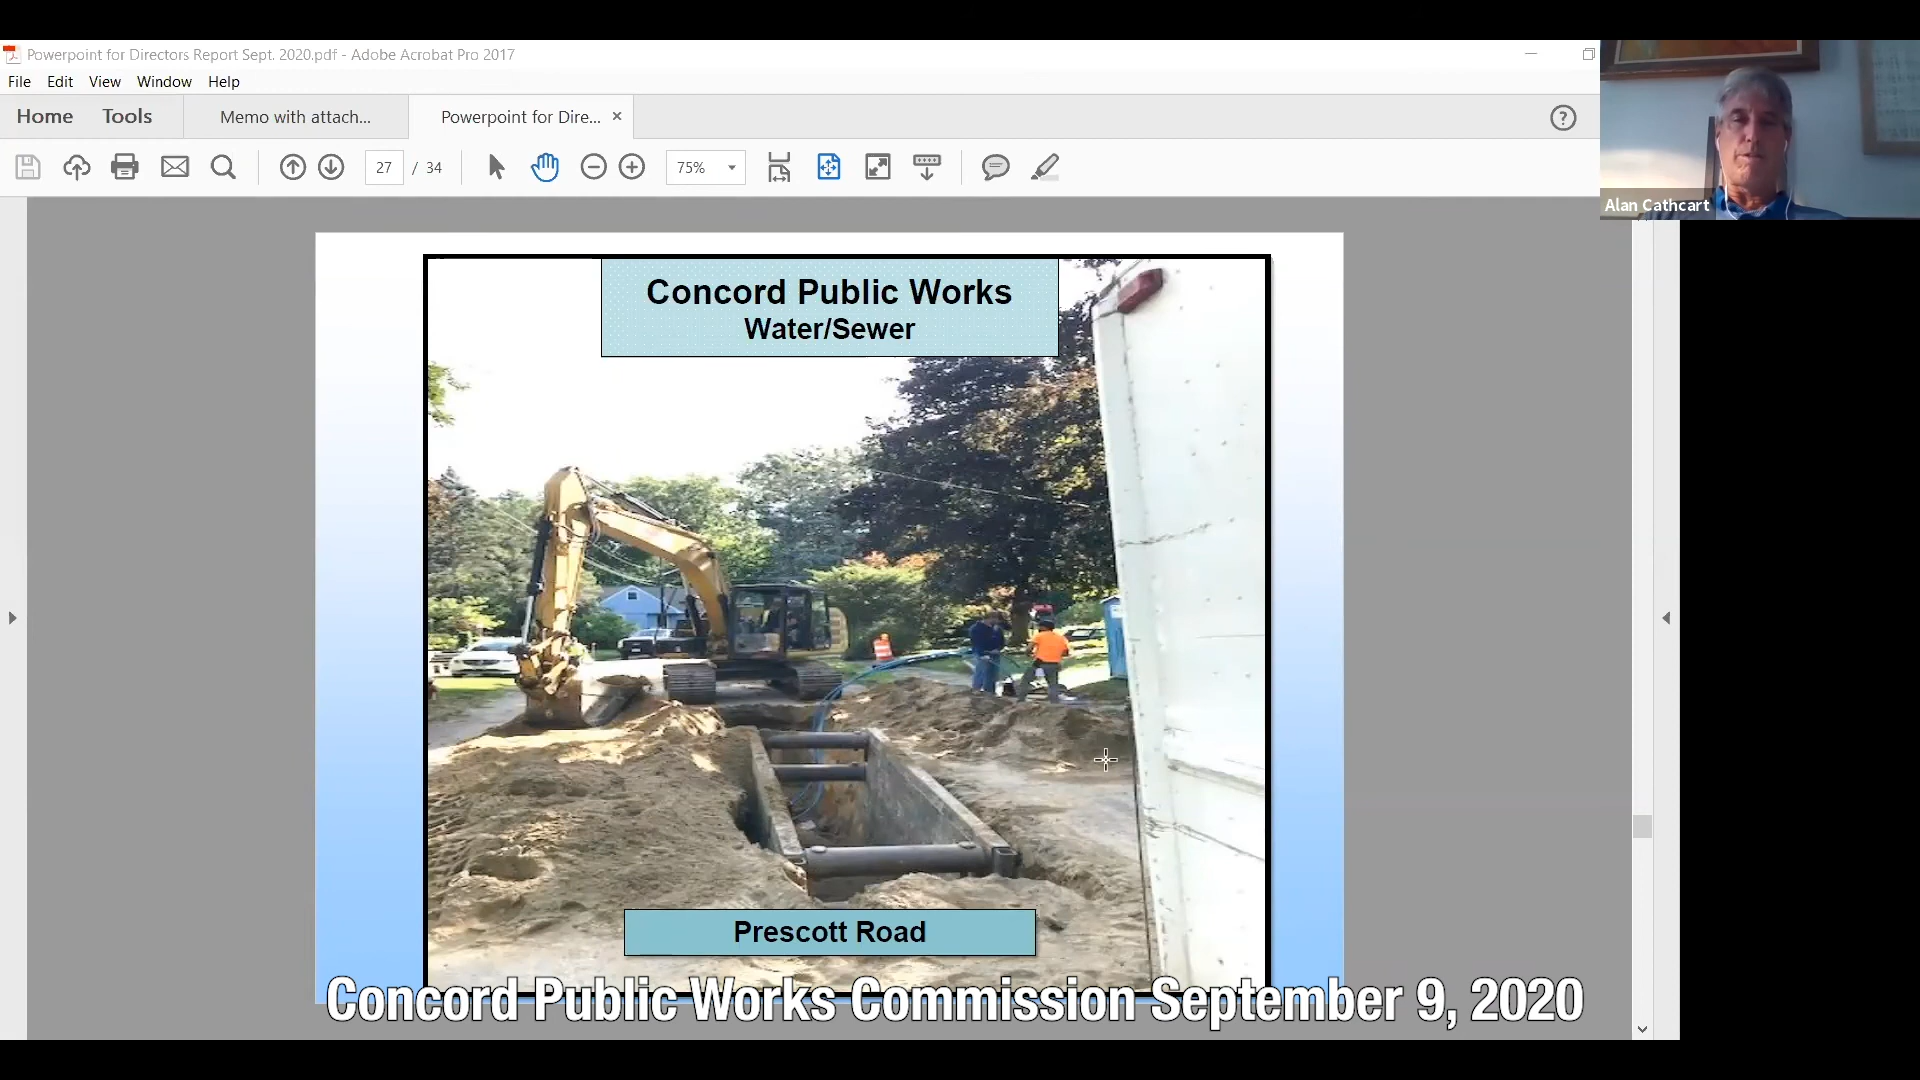 Powerpoint for Directors Report Sept. 2020.pdf - Adobe Acrobat Pro 2017
File Edit View Window Help
Home Tools Memo with attach... Powerpoint for Dire... ×
27 / 34 75%
Alan Cathcart
Concord Public Works
Water/Sewer
Prescott Road
Concord Public Works Commission September 9, 2020